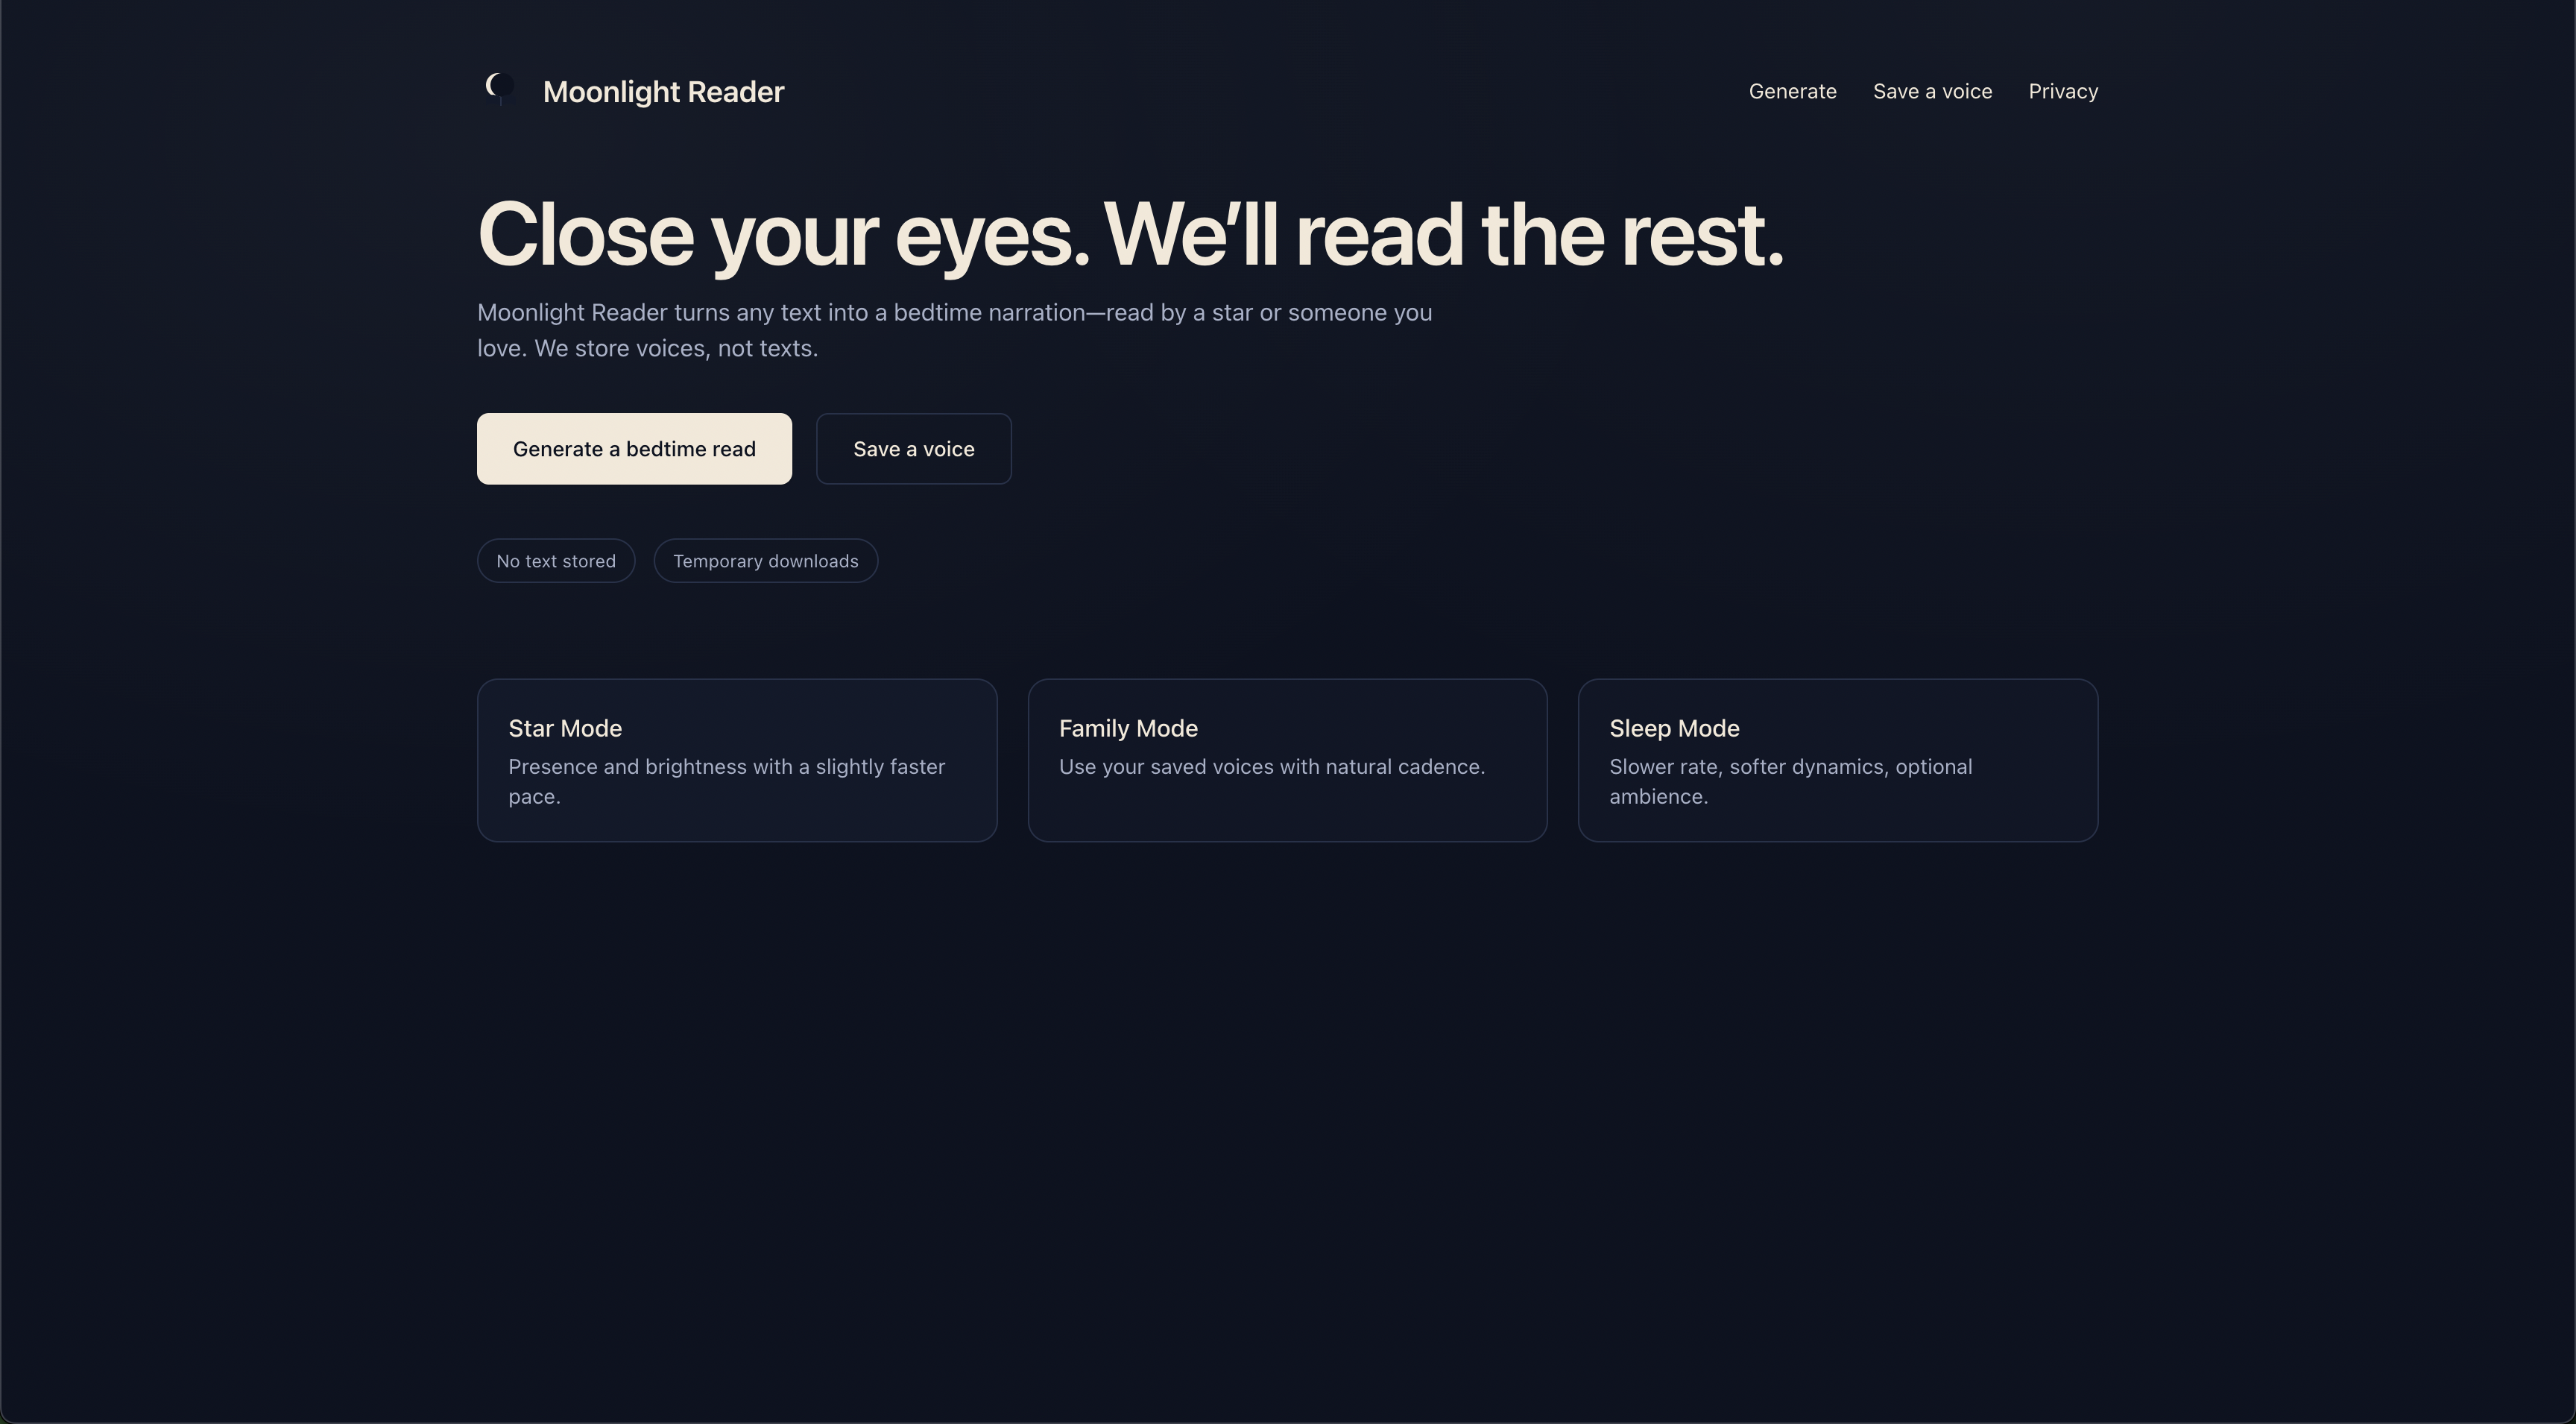 Moonlight Reader
Generate
Save a voice
Privacy
Close your eyes. We’ll read the rest.
Moonlight Reader turns any text into a bedtime narration—read by a star or someone you
love. We store voices, not texts.
Generate a bedtime read
Save a voice
No text stored
Temporary downloads
Star Mode
Presence and brightness with a slightly faster
pace.
Family Mode
Use your saved voices with natural cadence.
Sleep Mode
Slower rate, softer dynamics, optional
ambience.